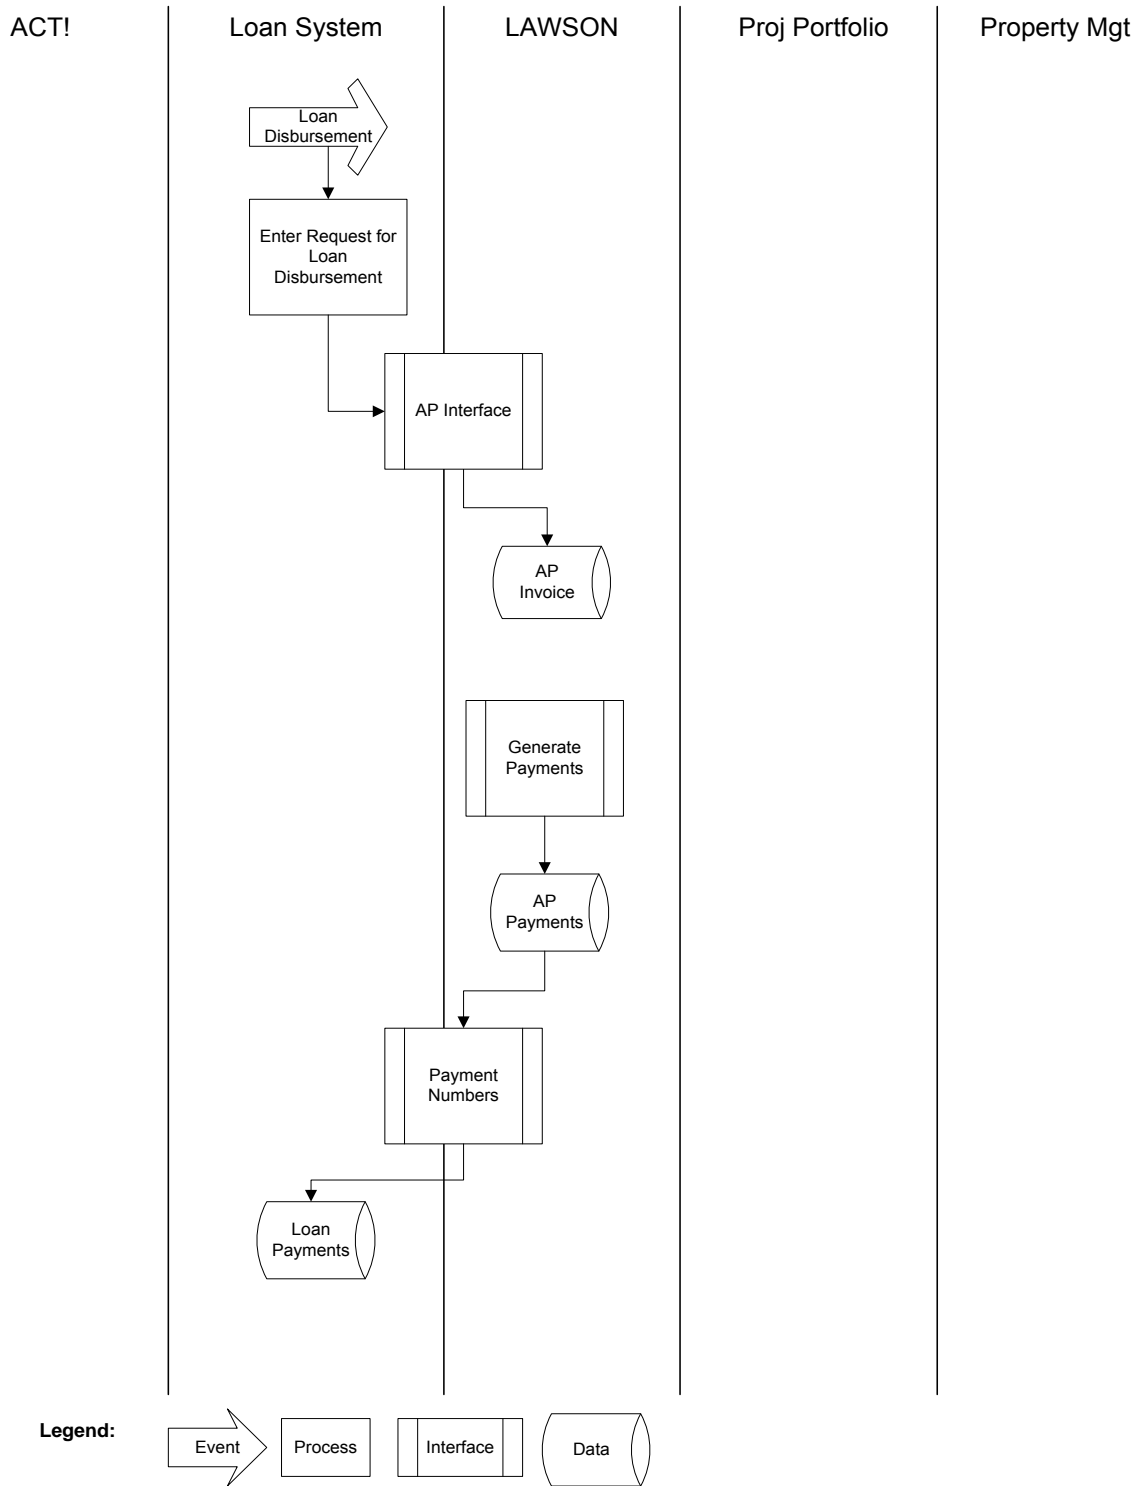 ACT! Loan System LAWSON Proj Portfolio Property Mgt
Loan
Disbursement
Enter Request for
Loan
Disbursement
AP Interface
AP
Invoice
Generate
Payments
AP
Payments
Payment
Numbers
Loan
Payments
Legend:
Event
Process
Interface
Data